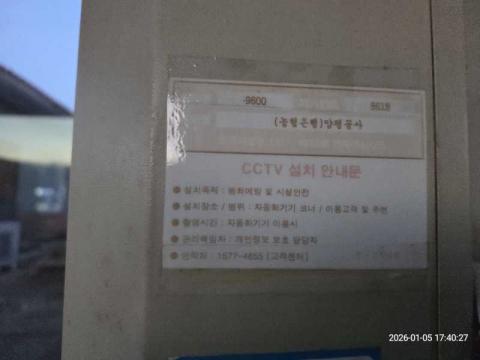 -9600 8618
(농협은행)양평공사
CCTV 설치 안내문
● 설치목적 : 범죄예방 및 시설안전
● 설치장소 / 범위 : 자동화기기 코너 / 이용고객 및 주변
● 촬영시간 : 자동화기기 이용시
● 관리책임자 : 개인정보 보호 담당자
● 연락처 : 1577-4655 [고객센터]
2026-01-05 17:40:27